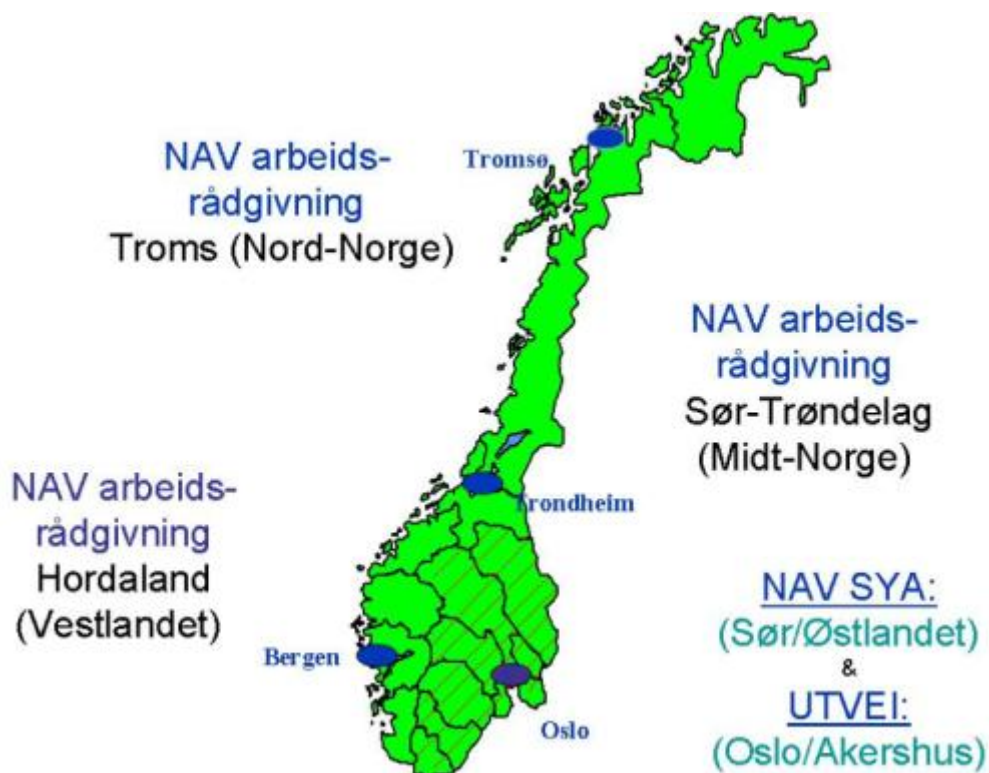 NAV arbeids-
rådgivning
Troms (Nord-Norge)
Tromsø
NAV arbeids-
rådgivning
Sør-Trøndelag
(Midt-Norge)
NAV arbeids-
rådgivning
Hordaland
(Vestlandet)
Trondheim
Bergen
Oslo
NAV SYA:
(Sør/Østlandet)
&
UTVEI:
(Oslo/Akershus)